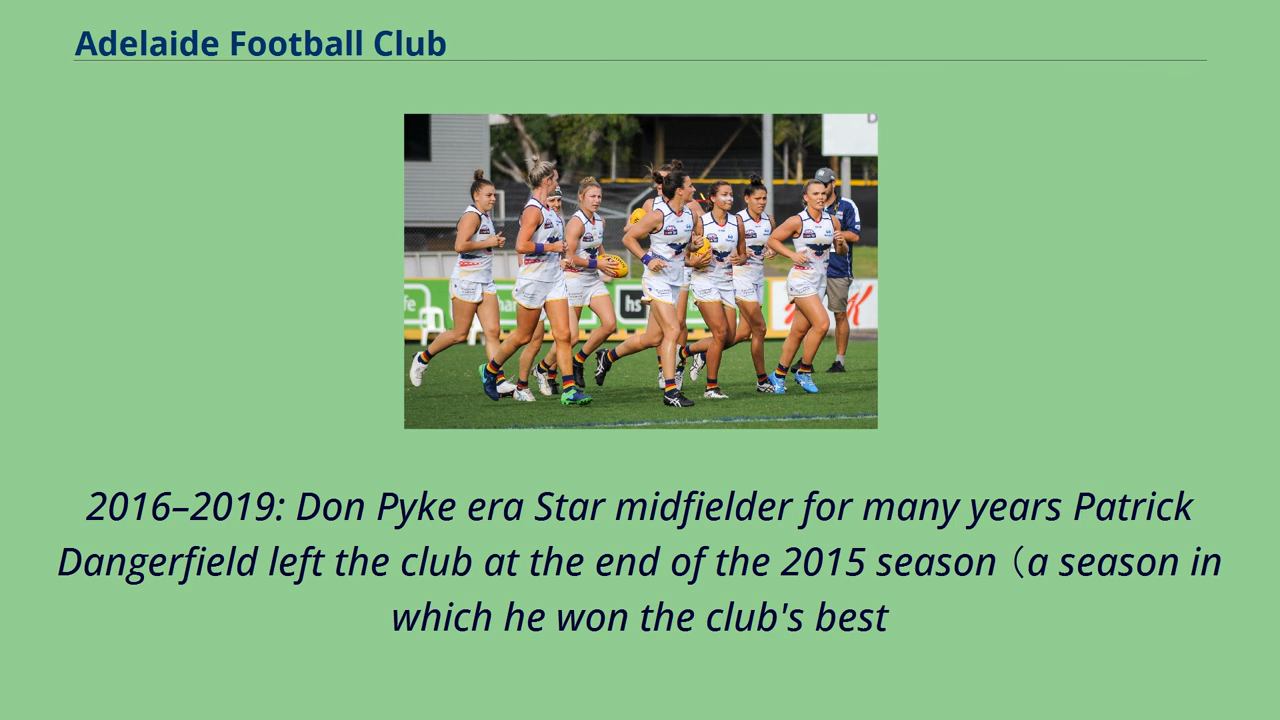 Adelaide Football Club
hs
2016–2019: Don Pyke era Star midfielder for many years Patrick
Dangerfield left the club at the end of the 2015 season（a season in
which he won the club's best